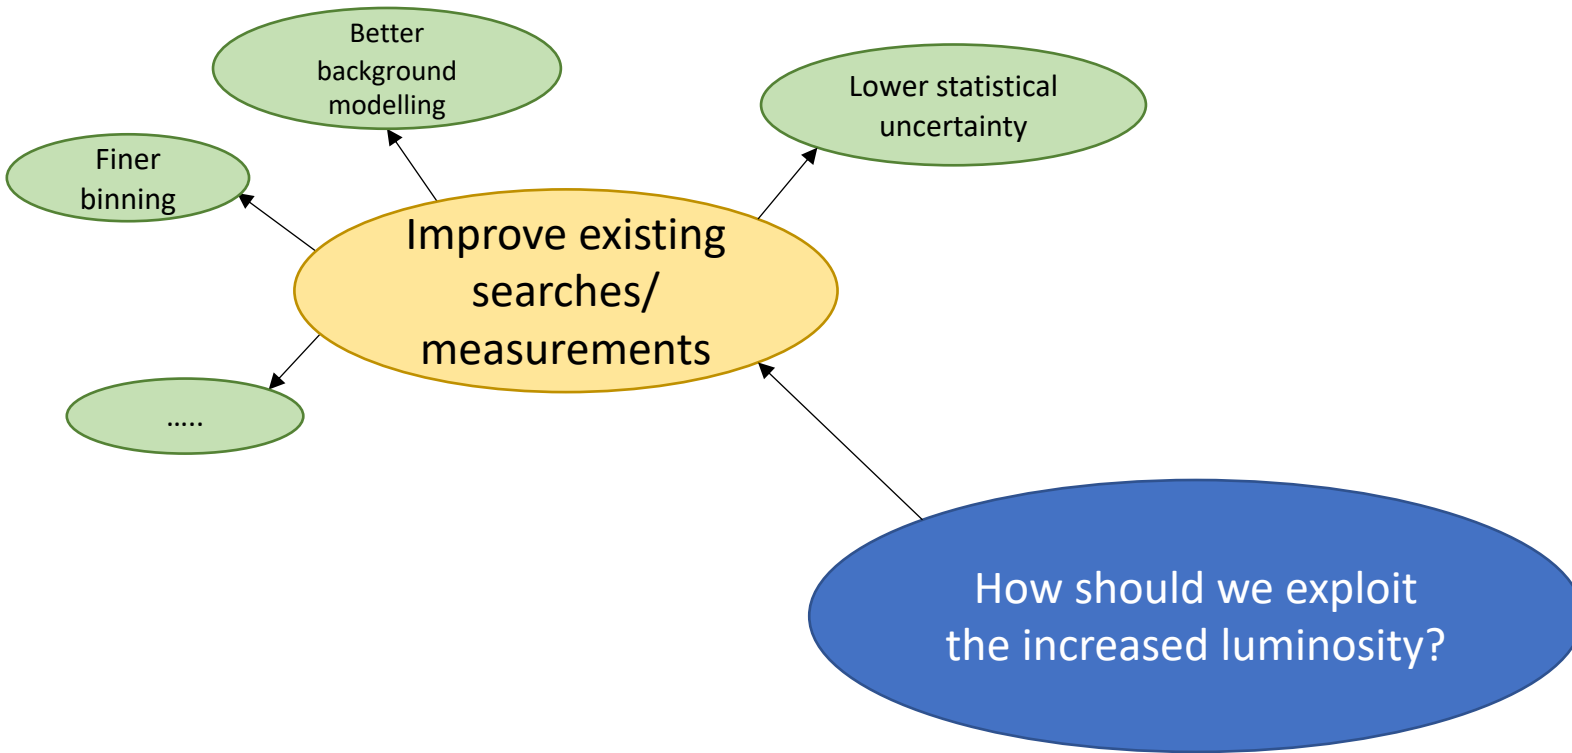 Better
background
modelling
Lower statistical
uncertainty
Finer
binning
Improve existing
searches/
measurements
.....
How should we exploit
the increased luminosity?